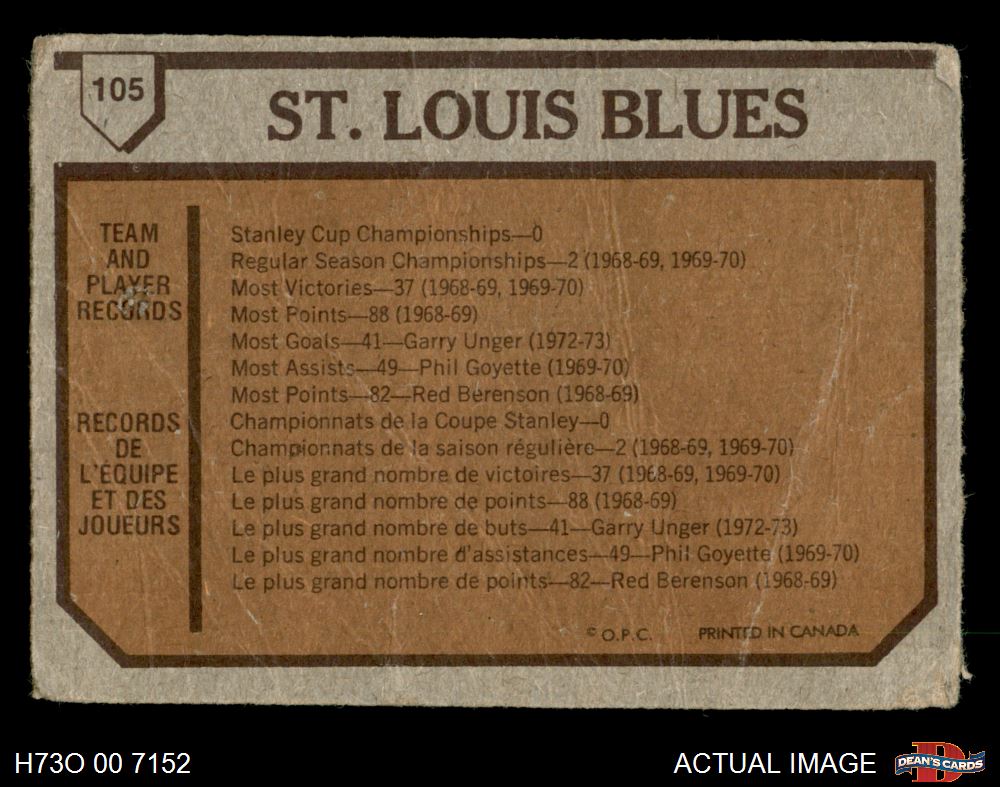 105
ST. LOUIS BLUES
TEAM
AND
PLAYER
RECORDS
Stanley Cup Championships—0
Regular Season Championships—2 (1968-69, 1969-70)
Most Victories—37 (1968-69, 1969-70)
Most Points—88 (1968-69)
Most Goals—41—Garry Unger (1972-73)
Most Assists—49—Phil Goyette (1969-70)
Most Points—82—Red Berenson (1968-69)
RECORDS
DE
L'ÉQUIPE
ET DES
JOUEURS
Championnats de la Coupe Stanley—0
Championnats de la saison régulière—2 (1968-69, 1969-70)
Le plus grand nombre de victoires—37 (1968-69, 1969-70)
Le plus grand nombre de points—88 (1968-69)
Le plus grand nombre de buts—41—Garry Unger (1972-73)
Le plus grand nombre d'assistances—49—Phil Goyette (1969-70)
Le plus grand nombre de points—82—Red Berenson (1968-69)
© O.P.C. PRINTED IN CANADA
H73O 00 7152
ACTUAL IMAGE
D
DEAN'S CARDS